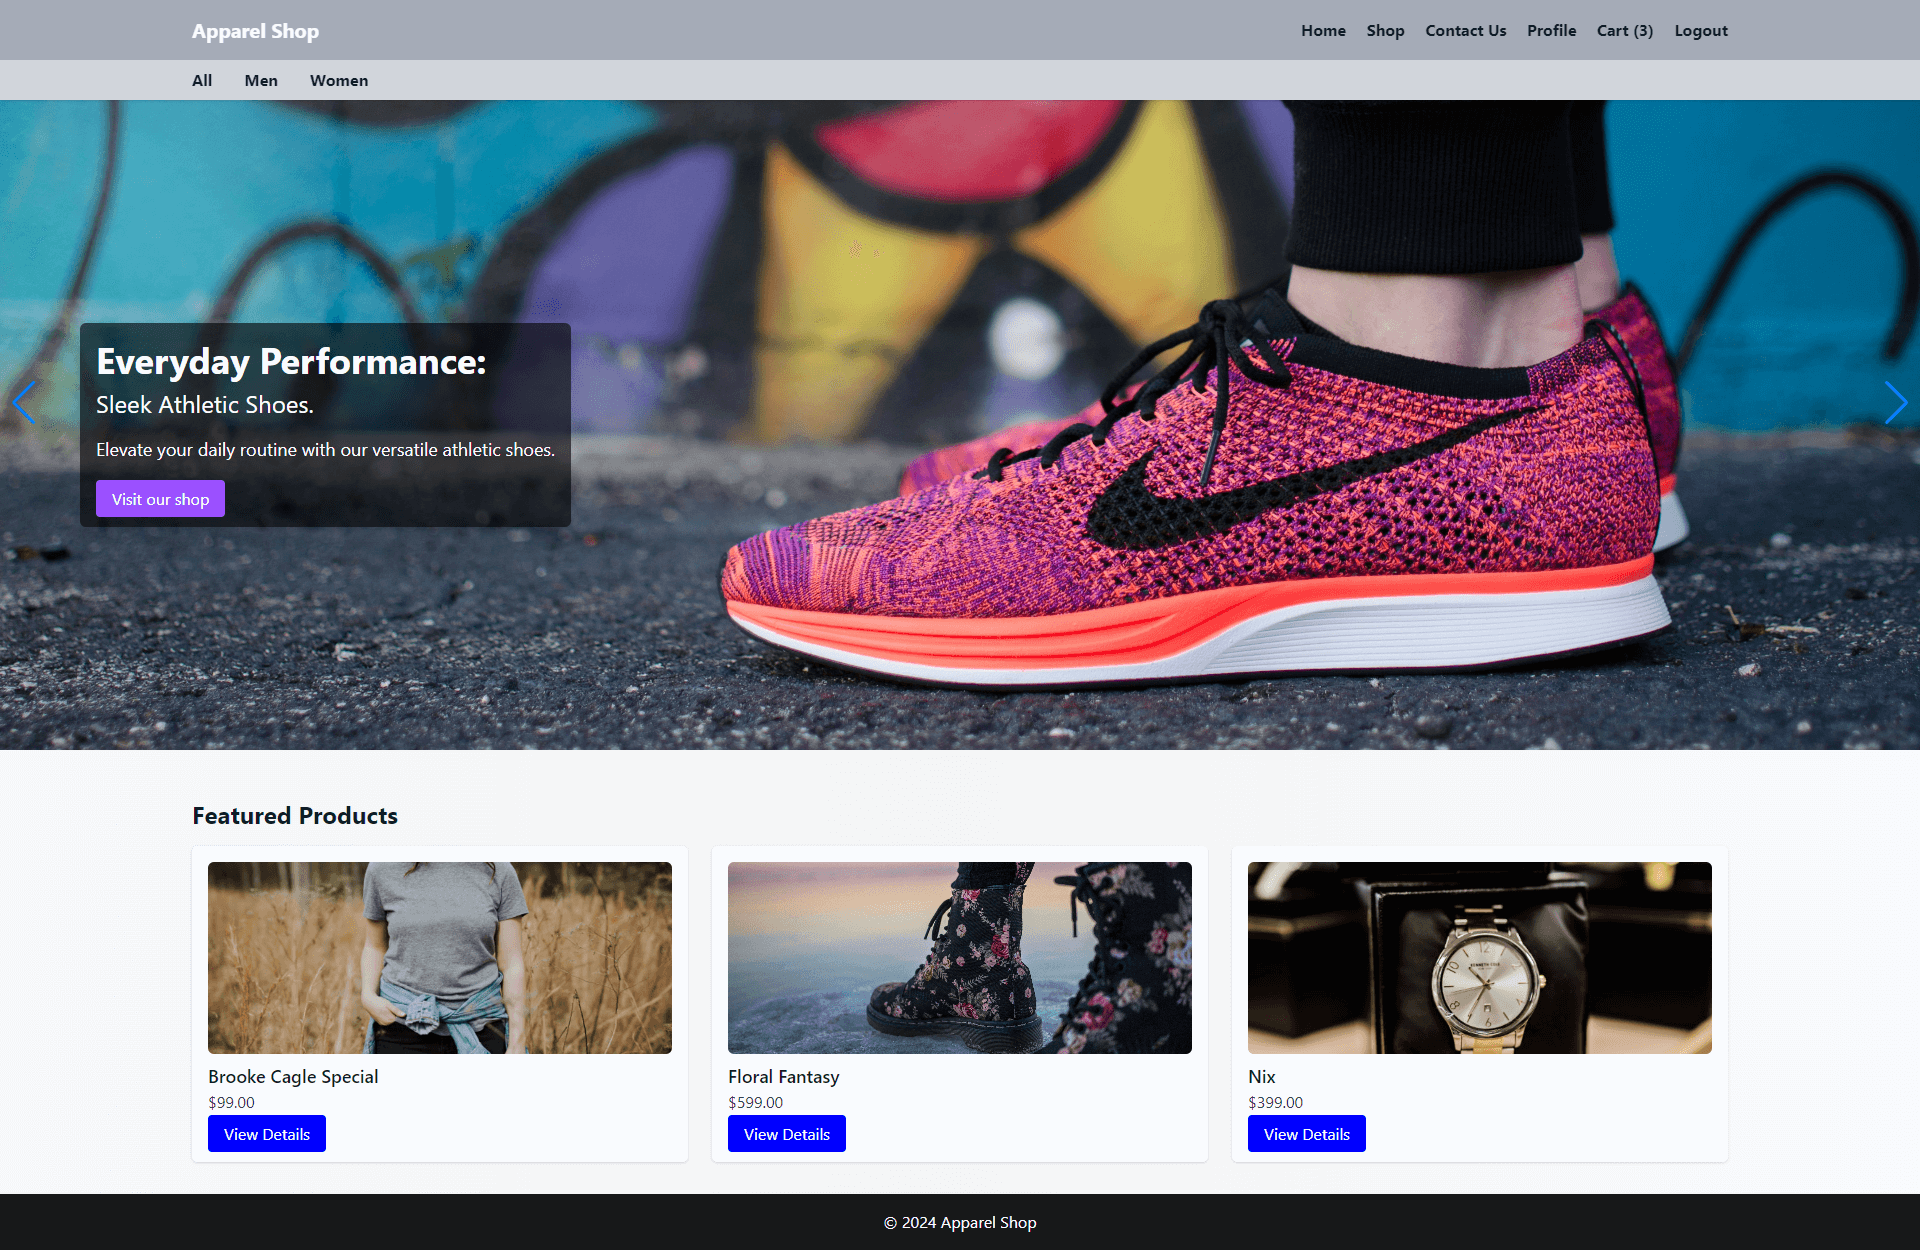 Apparel Shop
Home Shop Contact Us Profile Cart (3) Logout
All Men Women
Everyday Performance:
Sleek Athletic Shoes.
Elevate your daily routine with our versatile athletic shoes.
Visit our shop
Featured Products
Brooke Cagle Special
$99.00
View Details
Floral Fantasy
$599.00
View Details
KENNETH COLE
Nix
$399.00
View Details
© 2024 Apparel Shop